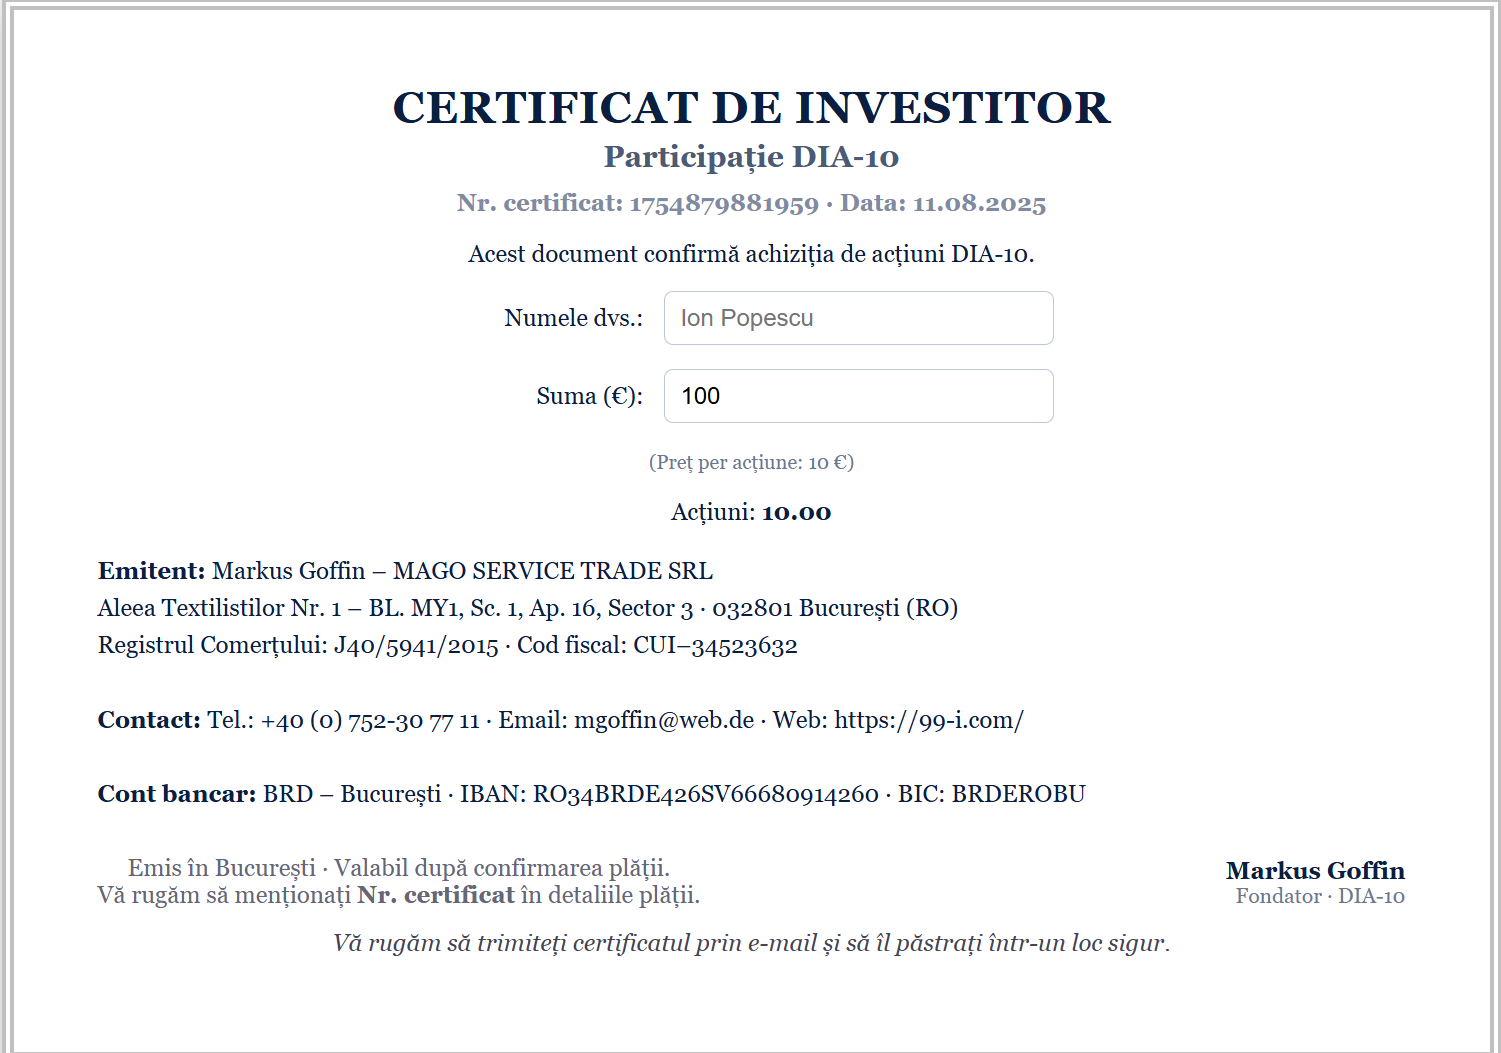 CERTIFICAT DE INVESTITOR
Participație DIA-10
Nr. certificat: 1754879881959 · Data: 11.08.2025
Acest document confirmă achiziția de acțiuni DIA-10.
Numele dvs.: Ion Popescu
Suma (€): 100
(Preț per acțiune: 10 €)
Acțiuni: 10.00
Emitent: Markus Goffin – MAGO SERVICE TRADE SRL
Aleea Textilistilor Nr. 1 – BL. MY1, Sc. 1, Ap. 16, Sector 3 · 032801 București (RO)
Registrul Comerțului: J40/5941/2015 · Cod fiscal: CUI–34523632
Contact: Tel.: +40 (0) 752-30 77 11 · Email: mgoffin@web.de · Web: https://99-i.com/
Cont bancar: BRD – București · IBAN: RO34BRDE426SV66680914260 · BIC: BRDEROBU
Emis în București · Valabil după confirmarea plății.
Vă rugăm să menționați Nr. certificat în detaliile plății.
Markus Goffin
Fondator · DIA-10
Vă rugăm să trimiteți certificatul prin e-mail și să îl păstrați într-un loc sigur.